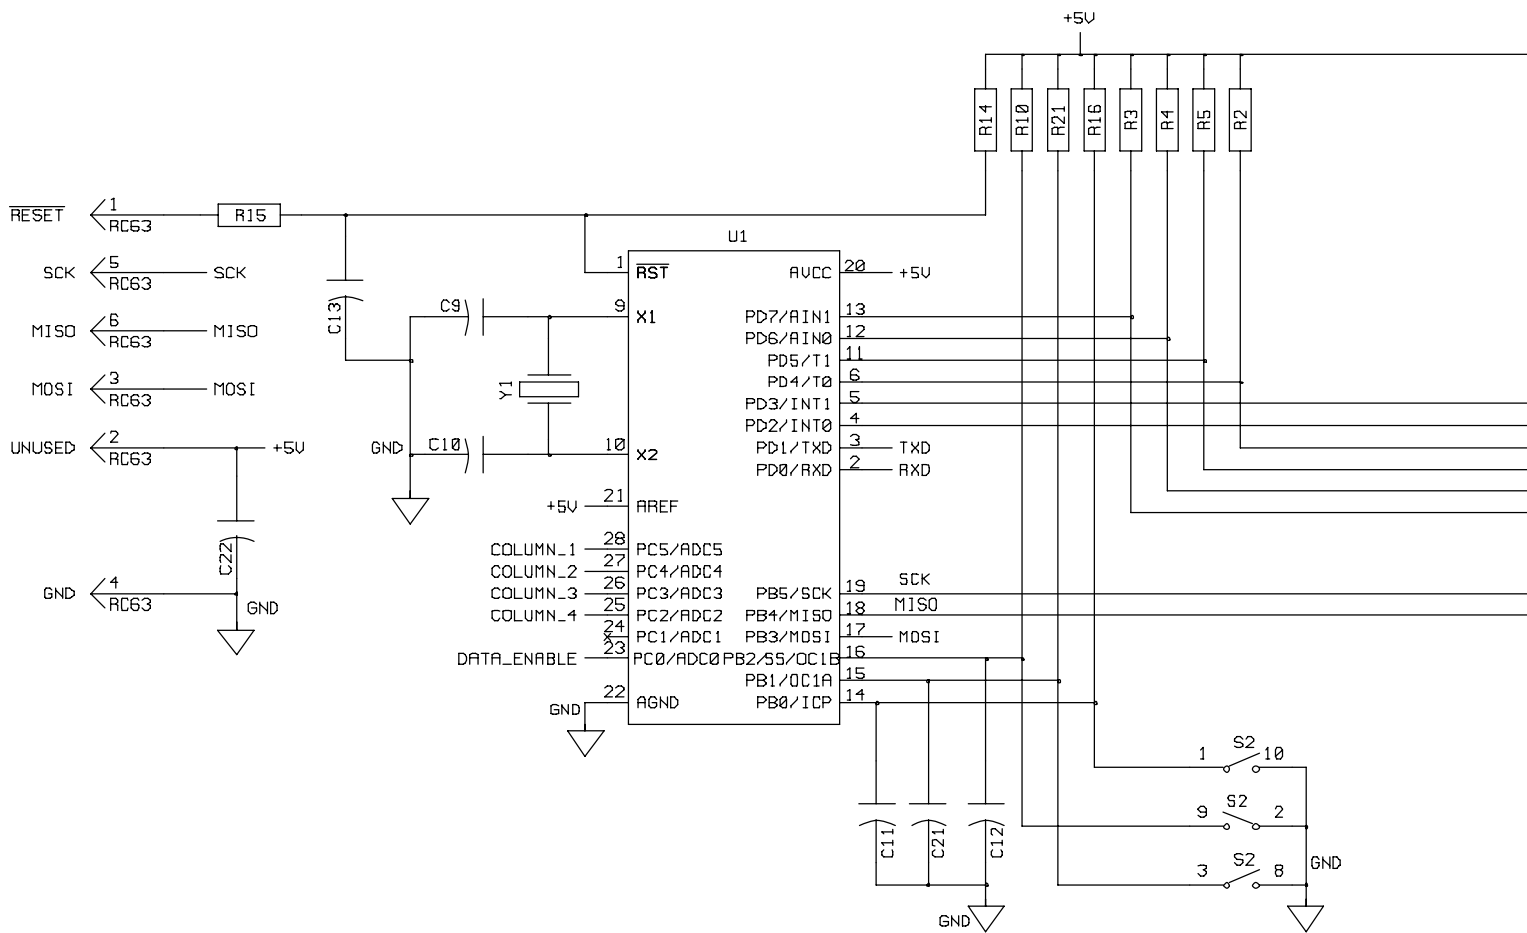 +5V
R14 R10 R21 R16 R3 R4 R5 R2
RESET 1 RC63 R15
SCK 5 RC63 SCK
MISO 6 RC63 MISO
MOSI 3 RC63 MOSI
UNUSED 2 RC63 +5V
C22
GND 4 RC63 GND
C13
C9
Y1
GND C10
U1
1 RST
9 X1
10 X2
+5V 21 AREF
COLUMN_1 28 PC5/ADC5
COLUMN_2 27 PC4/ADC4
COLUMN_3 26 PC3/ADC3
COLUMN_4 25 PC2/ADC2
24 PC1/ADC1
DATA_ENABLE 23 PC0/ADC0
GND 22 AGND
AVCC 20 +5V
PD7/AIN1 13
PD6/AIN0 12
PD5/T1 11
PD4/T0 6
PD3/INT1 5
PD2/INT0 4
PD1/TXD 3 TXD
PD0/RXD 2 RXD
PB5/SCK 19 SCK
PB4/MISO 18 MISO
PB3/MOSI 17 MOSI
PB2/SS/OC1B 16
PB1/OC1A 15
PB0/ICP 14
C11 C21 C12
GND
1 S2 10
9 S2 2
3 S2 8
GND